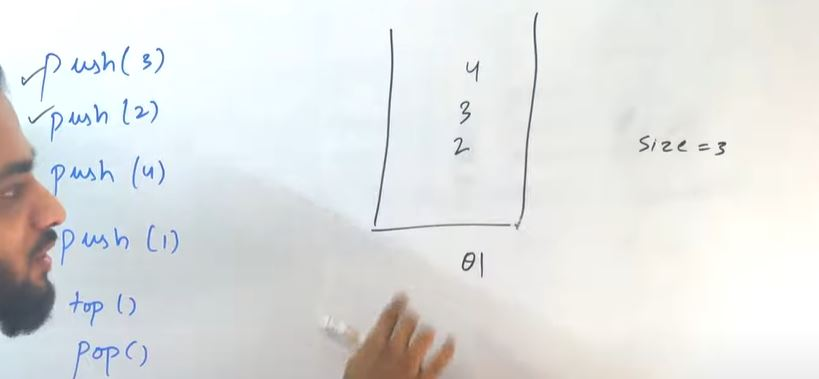 push(3)
push(2)
push(4)
push(1)
top()
pop()
4
3
2
θ1
Size = 3